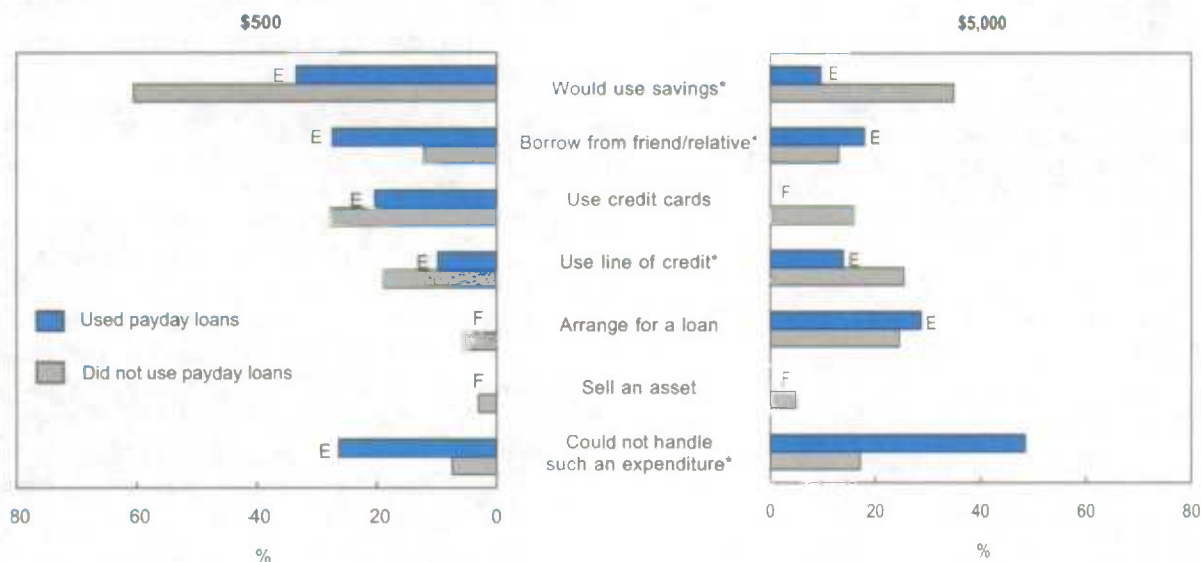 $500
$5,000
E
Would use savings*
E
E
Borrow from friend/relative*
E
E
Use credit cards
F
E
Use line of credit*
E
Used payday loans
F
Arrange for a loan
E
Did not use payday loans
F
Sell an asset
F
E
Could not handle
such an expenditure*
80 60 40 20 0
0 20 40 60 80
%
%